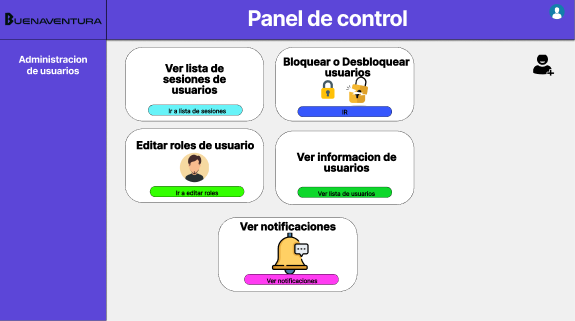 BUENAVENTURA
Panel de control
Administracion
de usuarios
Ver lista de
sesiones de
usuarios
Ir a lista de sesiones
Bloquear o Desbloquear
usuarios
IR
Editar roles de usuario
Ir a editar roles
Ver informacion de
usuarios
Ver lista de usuarios
Ver notificaciones
Ver notificaciones